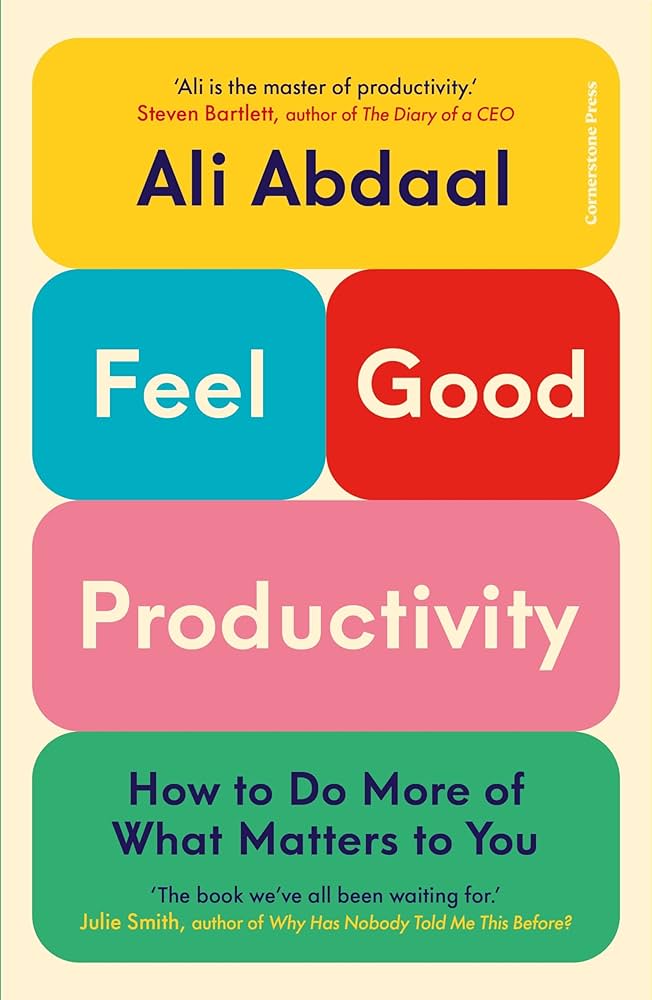 ‘Ali is the master of productivity.‘
Steven Bartlett, author of The Diary of a CEO
Ali Abdaal
Cornerstone Press
Feel
Good
Productivity
How to Do More of
What Matters to You
‘The book we’ve all been waiting for.’
Julie Smith, author of Why Has Nobody Told Me This Before?